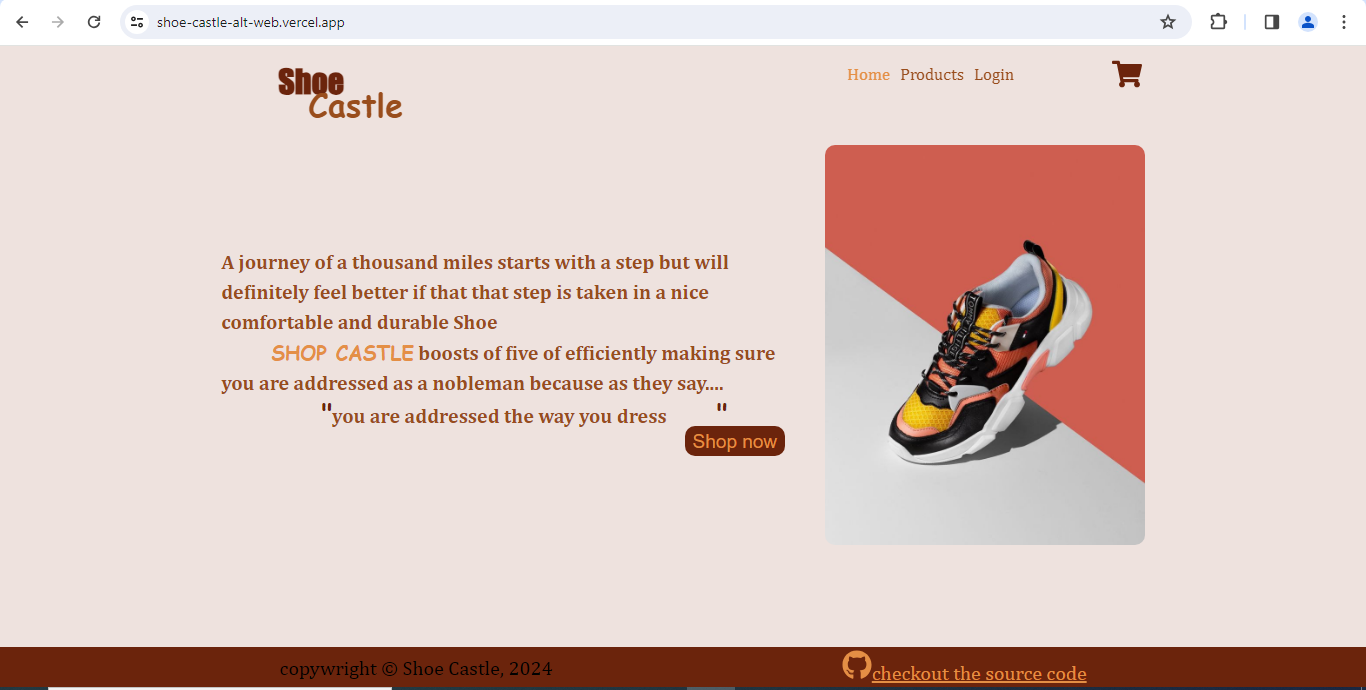 shoe-castle-alt-web.vercel.app
Shoe
Castle
Home Products Login
A journey of a thousand miles starts with a step but will
definitely feel better if that that step is taken in a nice
comfortable and durable Shoe
SHOP CASTLE boosts of five of efficiently making sure
you are addressed as a nobleman because as they say....
"you are addressed the way you dress "
Shop now
copywright © Shoe Castle, 2024
checkout the source code